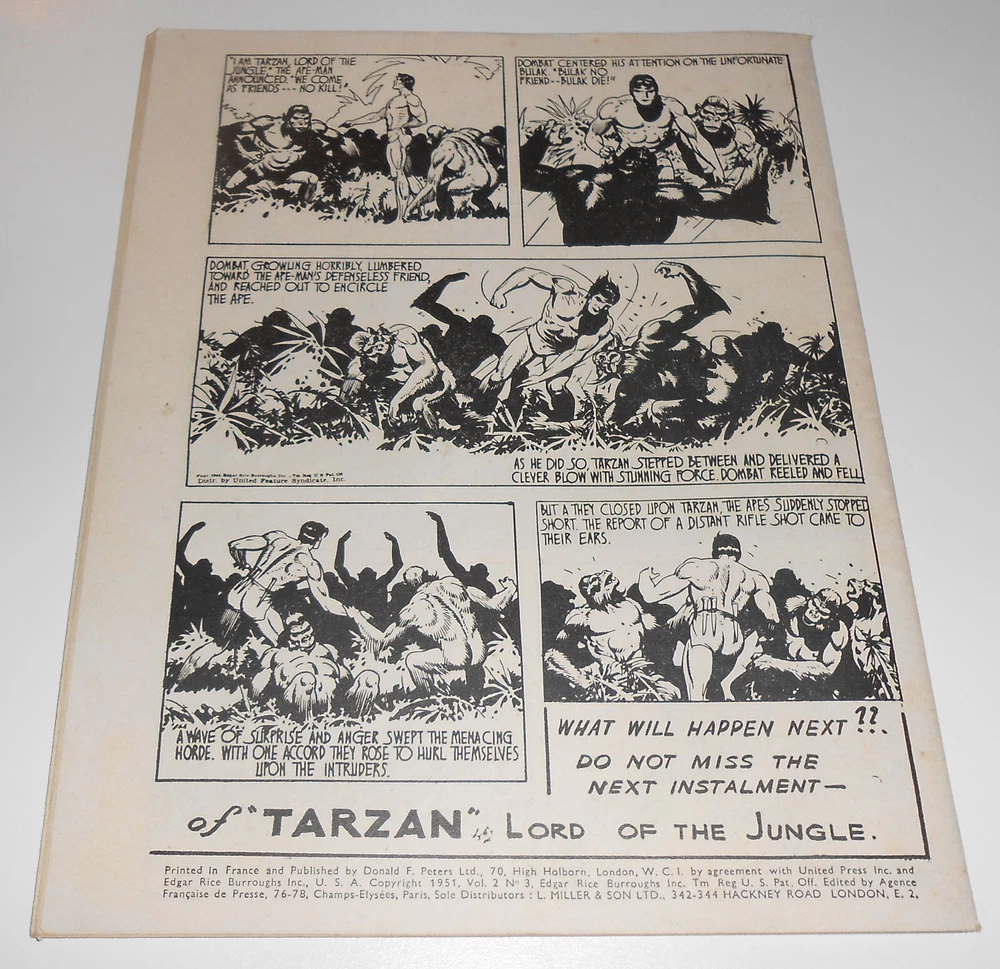 "I AM TARZAN, LORD OF THE
JUNGLE," THE APE-MAN
ANNOUNCED. "WE COME
AS FRIENDS --- NO KILL!"
DOMBAT CENTERED HIS ATTENTION ON THE UNFORTUNATE
BULAK. "BULAK NO
FRIEND--BULAK DIE!"
DOMBAT, GROWLING HORRIBLY, LUMBERED
TOWARD THE APE-MAN'S DEFENSELESS FRIEND,
AND REACHED OUT TO ENCIRCLE
THE APE.
AS HE DID SO, TARZAN STEPPED BETWEEN AND DELIVERED A
CLEVER BLOW WITH STUNNING FORCE. DOMBAT REELED AND FELL
Edgar Rice Burroughs Inc. - Tm Reg U S Pat Off
Distr. by United Feature Syndicate, Inc.
A WAVE OF SURPRISE AND ANGER SWEPT THE MENACING
HORDE. WITH ONE ACCORD THEY ROSE TO HURL THEMSELVES
UPON THE INTRUDERS.
BUT A THEY CLOSED UPON TARZAN, THE APES SUDDENLY STOPPED
SHORT. THE REPORT OF A DISTANT RIFLE SHOT CAME TO
THEIR EARS.
WHAT WILL HAPPEN NEXT ??.
DO NOT MISS THE
NEXT INSTALMENT—
of "TARZAN", LORD OF THE JUNGLE.
Printed in France and Published by Donald F. Peters Ltd., 70, High Holborn, London, W. C. I. by agreement with United Press Inc. and
Edgar Rice Burroughs Inc., U. S. A. Copyright 1951, Vol. 2 N° 3, Edgar Rice Burroughs Inc. Tm Reg U. S. Pat. Off. Edited by Agence
Française de Presse, 76-78, Champs-Elysées, Paris, Sole Distributors : L. MILLER & SON LTD., 342-344 HACKNEY ROAD LONDON, E. 2,